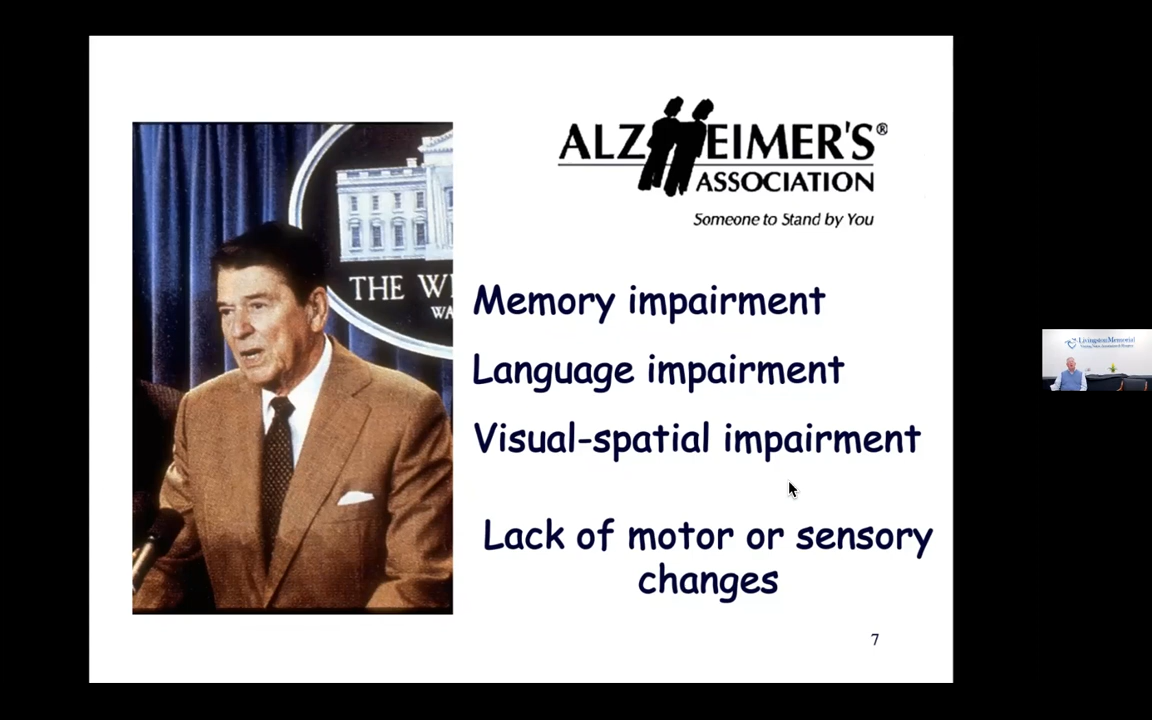 ALZHEIMER'S®
ASSOCIATION
Someone to Stand by You
THE W
WA
Memory impairment
Language impairment
Visual-spatial impairment
Lack of motor or sensory
changes
7
LivingstonMemorial